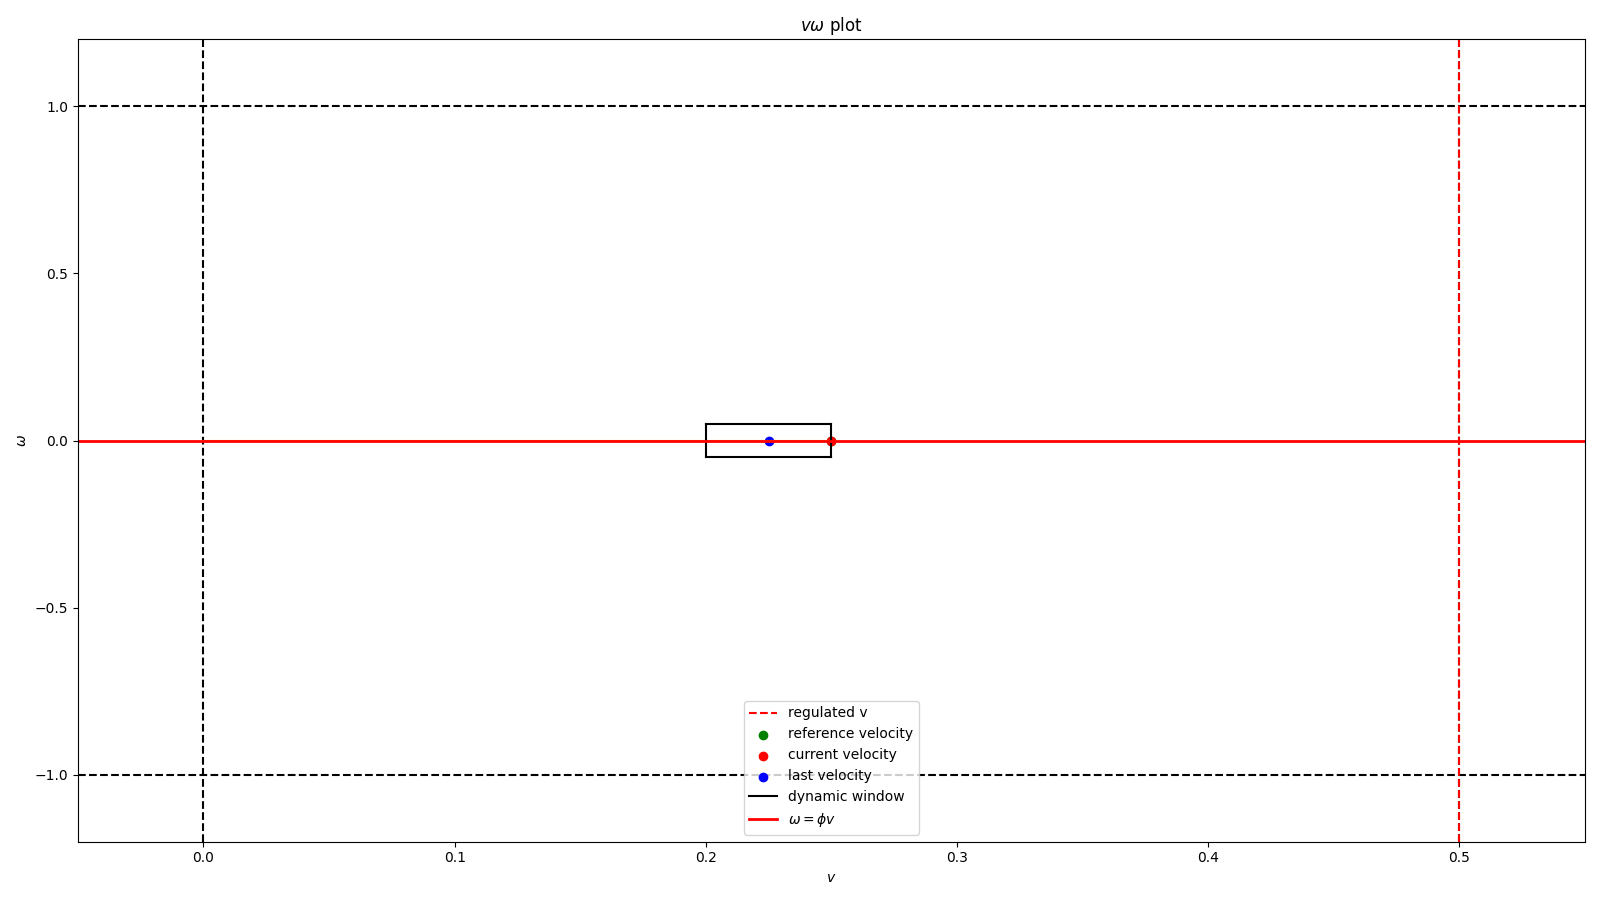 vω plot
1.0
0.5
0.0
−0.5
−1.0
ω
regulated v
reference velocity
current velocity
last velocity
dynamic window
ω = ϕv
0.0 0.1 0.2 0.3 0.4 0.5
v